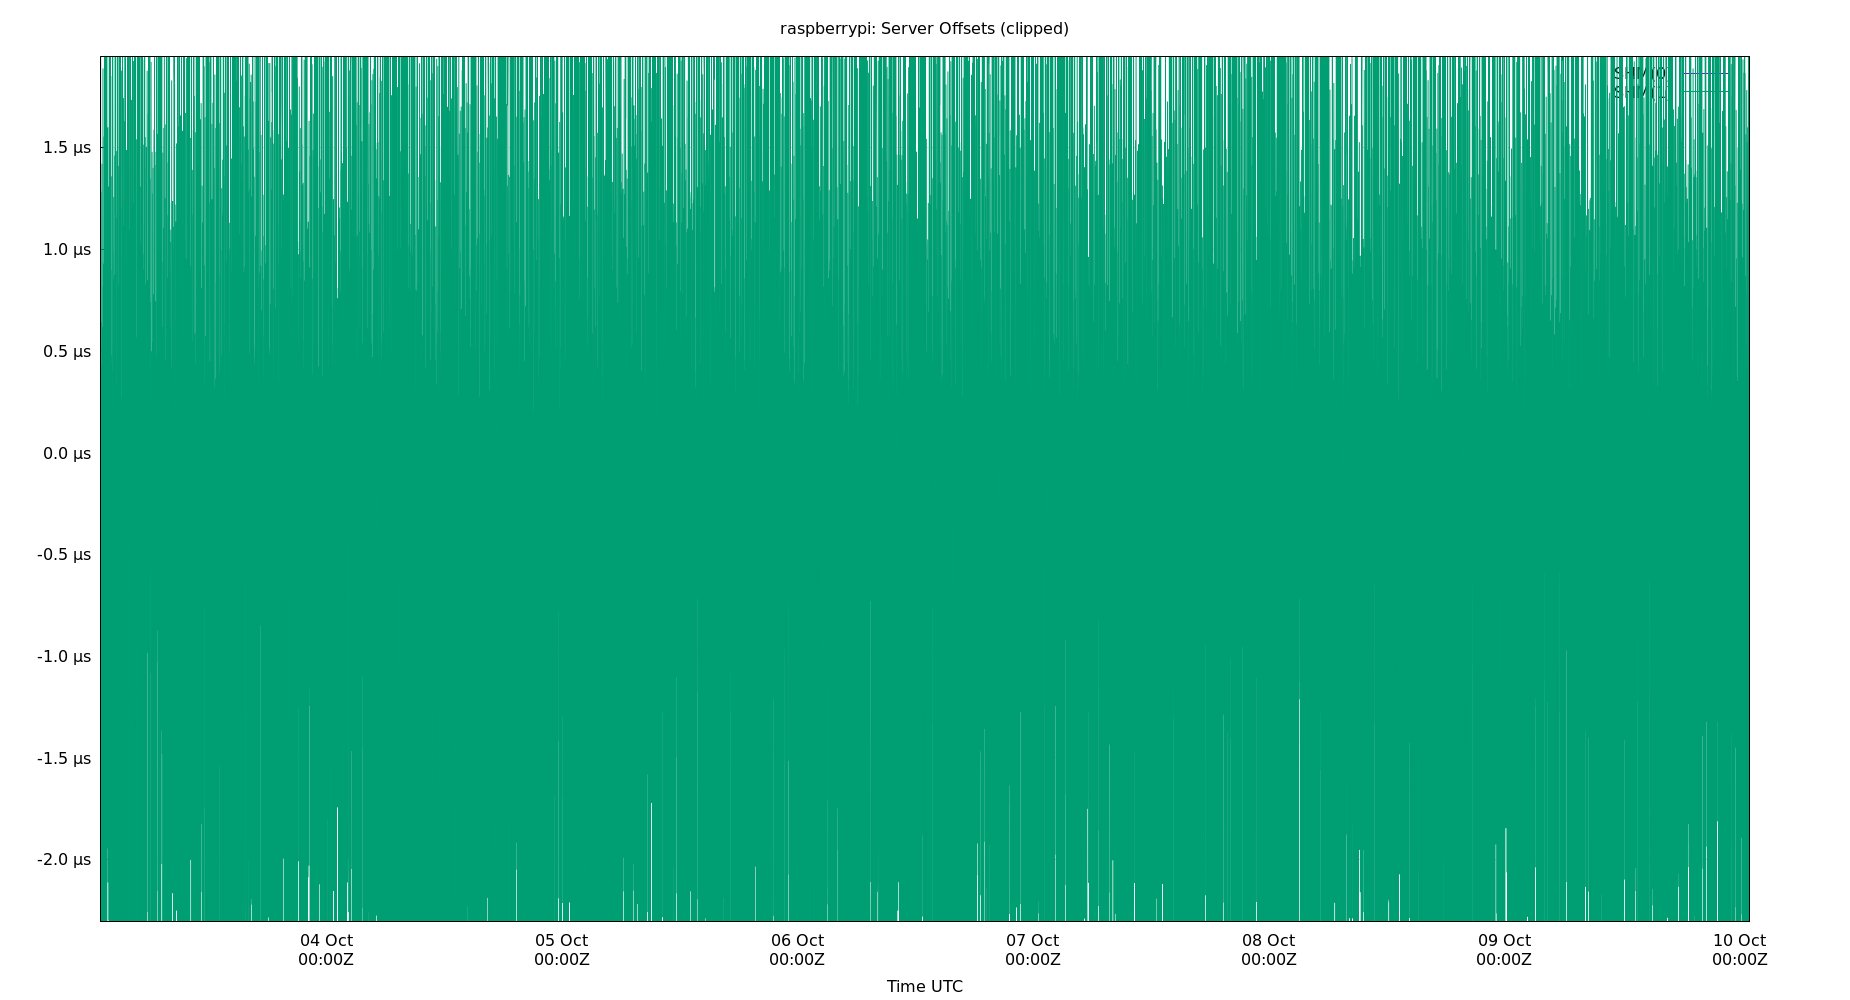 raspberrypi: Server Offsets (clipped)
1.5 µs
1.0 µs
0.5 µs
0.0 µs
-0.5 µs
-1.0 µs
-1.5 µs
-2.0 µs
04 Oct
00:00Z
05 Oct
00:00Z
06 Oct
00:00Z
07 Oct
00:00Z
08 Oct
00:00Z
09 Oct
00:00Z
10 Oct
00:00Z
Time UTC